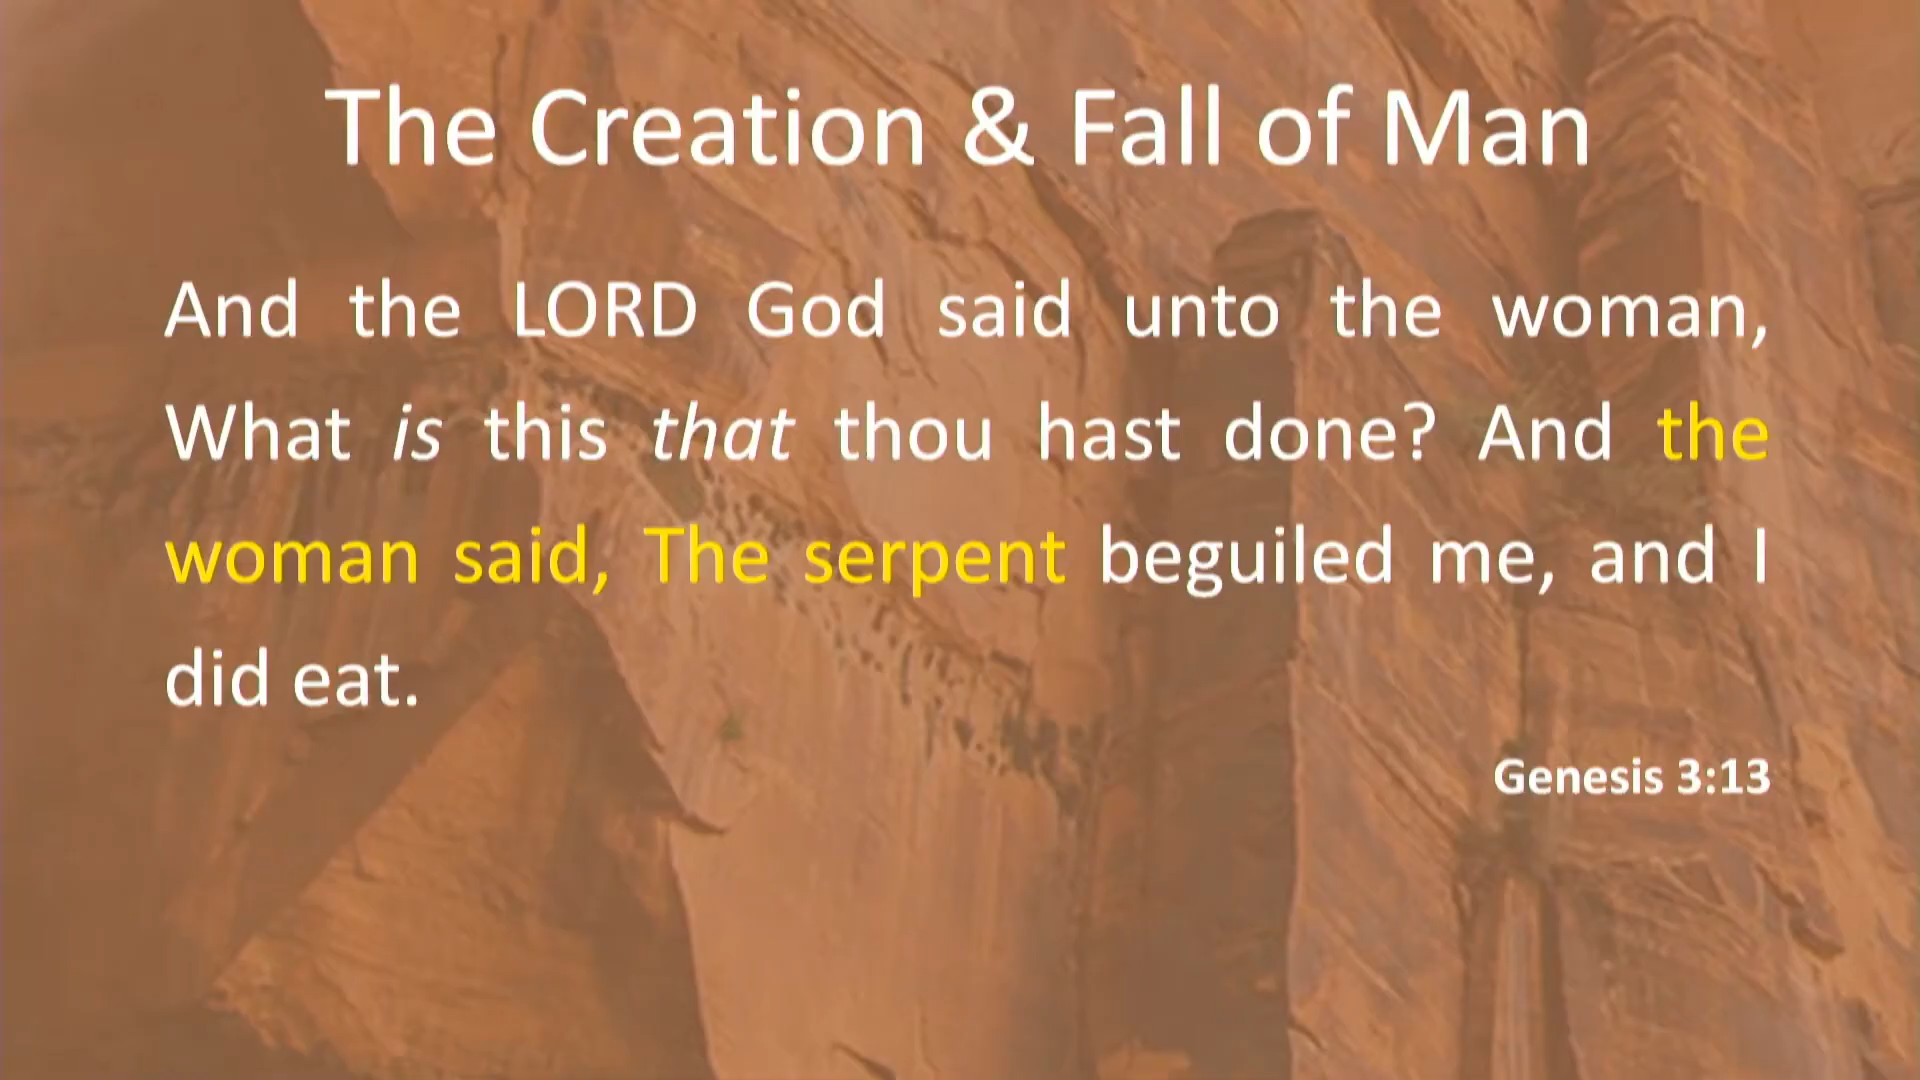 The Creation & Fall of Man
And the LORD God said unto the woman,
What is this that thou hast done? And the
woman said, The serpent beguiled me, and I
did eat.
Genesis 3:13